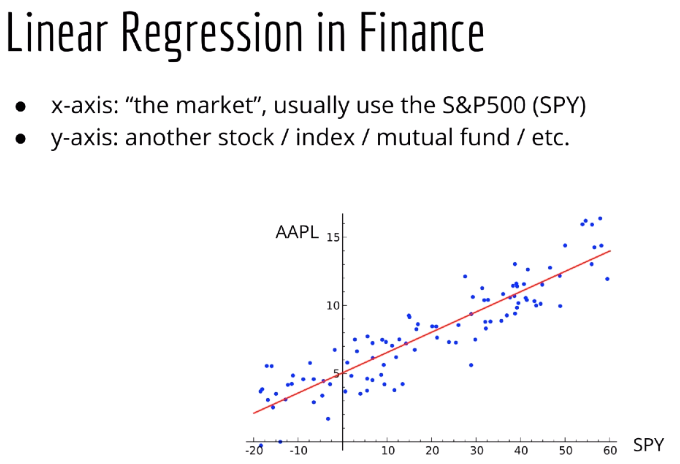 Linear Regression in Finance
● x-axis: “the market”, usually use the S&P500 (SPY)
● y-axis: another stock / index / mutual fund / etc.
AAPL
15
10
5
-20 -10 10 20 30 40 50 60
SPY